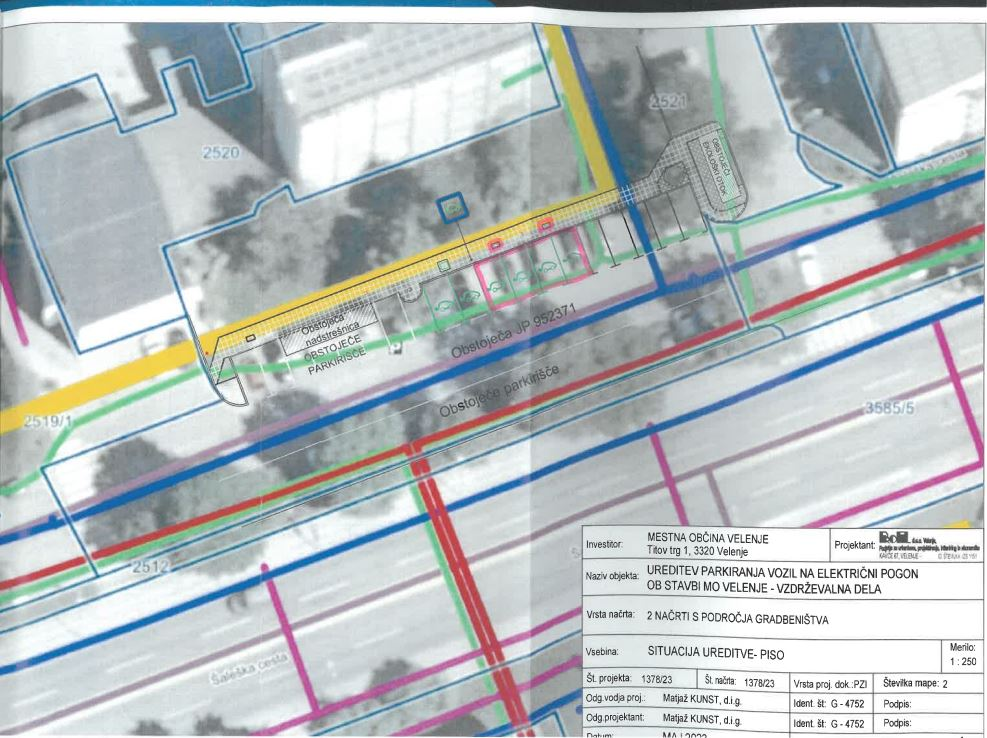 2521
OBSTOJEČI
EKOLOŠKI OTOK
2520
Obstoječa
nadstrešnica
OBSTOJEČE
PARKIRIŠČE
P
Obstoječa JP 952371
Obstoječe parkirišče
2519/1
3585/5
2512
Šaleška cesta
cesta
Investitor:
MESTNA OBČINA VELENJE
Titov trg 1, 3320 Velenje
Projektant:
Naziv objekta:
UREDITEV PARKIRANJA VOZIL NA ELEKTRIČNI POGON
OB STAVBI MO VELENJE - VZDRŽEVALNA DELA
Vrsta načrta:
2 NAČRTI S PODROČJA GRADBENIŠTVA
Vsebina:
SITUACIJA UREDITVE- PISO
Merilo:
1 : 250
Št. projekta: 1378/23
Št. načrta: 1378/23
Vrsta proj. dok.:PZI
Številka mape: 2
Odg.vodja proj.: Matjaž KUNST, d.i.g.
Ident. št: G - 4752
Podpis:
Odg.projektant: Matjaž KUNST, d.i.g.
Ident. št: G - 4752
Podpis:
Datum: